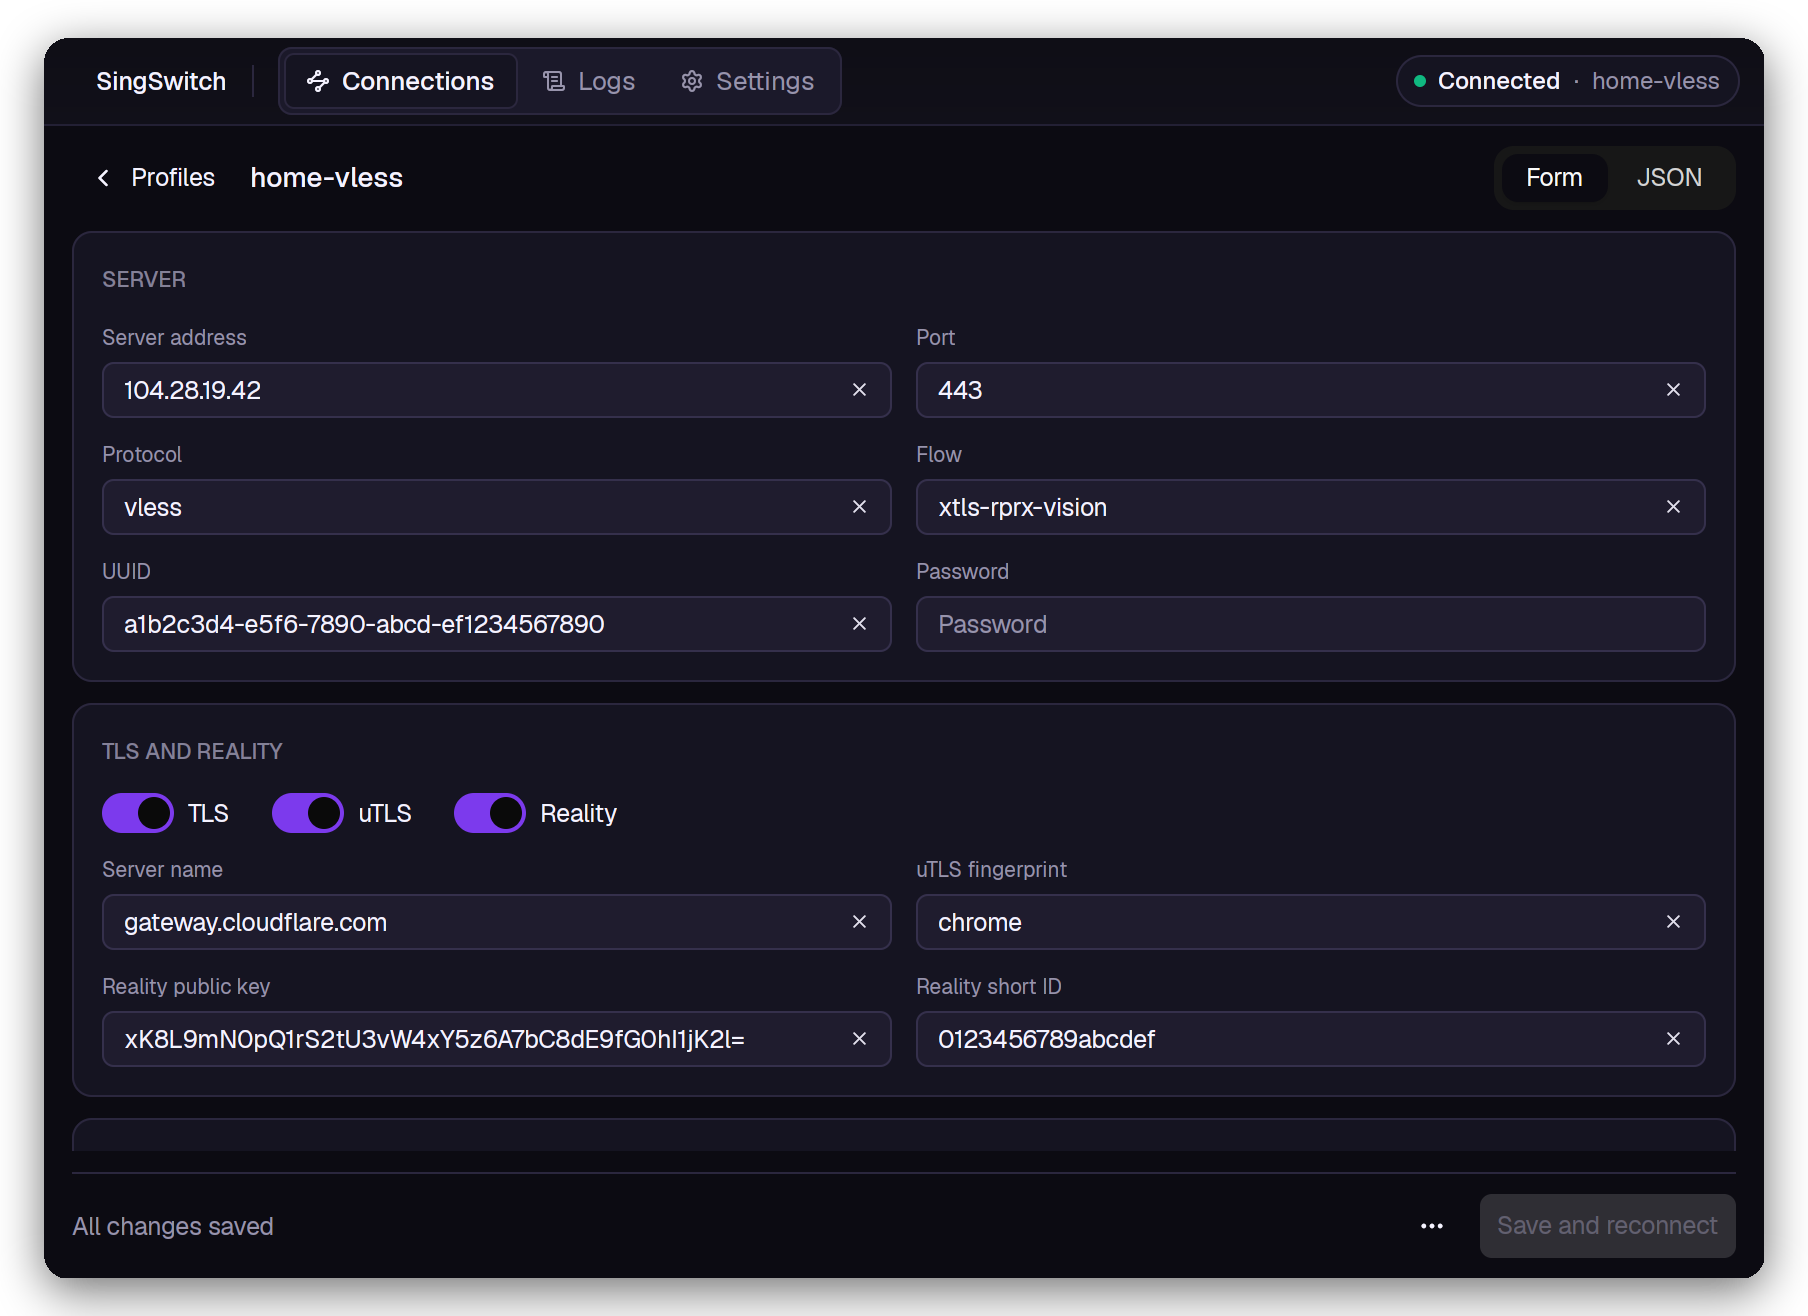 SingSwitch
Connections
Logs
Settings
Connected · home-vless
Profiles
home-vless
Form
JSON
SERVER
Server address
Port
104.28.19.42
443
Protocol
Flow
vless
xtls-rprx-vision
UUID
Password
a1b2c3d4-e5f6-7890-abcd-ef1234567890
Password
TLS AND REALITY
TLS
uTLS
Reality
Server name
uTLS fingerprint
gateway.cloudflare.com
chrome
Reality public key
Reality short ID
xK8L9mN0pQ1rS2tU3vW4xY5z6A7bC8dE9fG0hI1jK2l=
0123456789abcdef
All changes saved
Save and reconnect